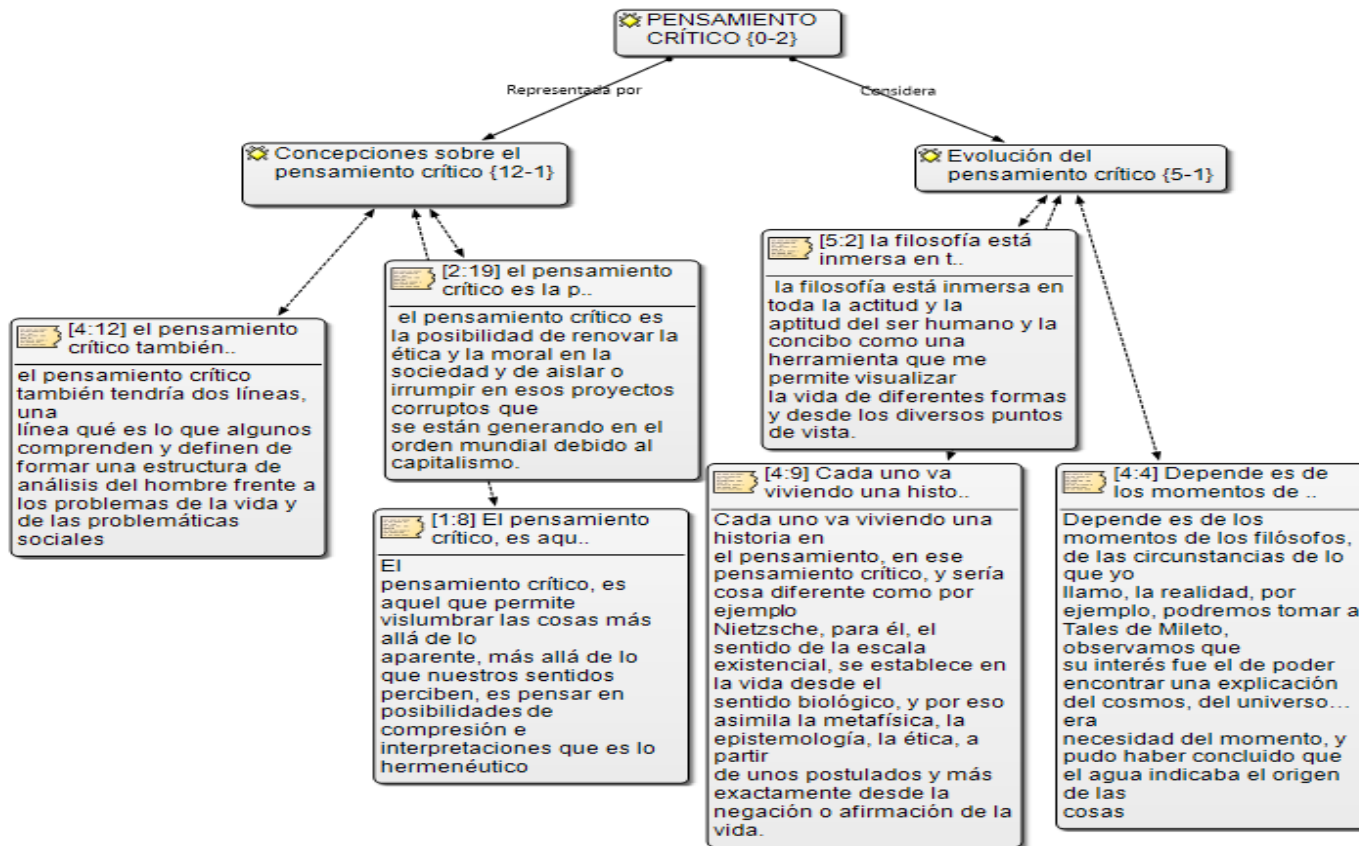 PENSAMIENTO
CRÍTICO {0-2}
Representada por
Considera
Concepciones sobre el
pensamiento crítico {12-1}
Evolución del
pensamiento crítico {5-1}
[4:12] el pensamiento
crítico también..
el pensamiento crítico
también tendría dos líneas,
una
línea qué es lo que algunos
comprenden y definen de
formar una estructura de
análisis del hombre frente a
los problemas de la vida y
de las problemáticas
sociales
[2:19] el pensamiento
crítico es la p..
el pensamiento crítico es
la posibilidad de renovar la
ética y la moral en la
sociedad y de aislar o
irrumpir en esos proyectos
corruptos que
se están generando en el
orden mundial debido al
capitalismo.
[1:8] El pensamiento
crítico, es aqu..
El
pensamiento crítico, es
aquel que permite
vislumbrar las cosas más
allá de lo
aparente, más allá de lo
que nuestros sentidos
perciben, es pensar en
posibilidades de
compresión e
interpretaciones que es lo
hermenéutico
[5:2] la filosofía está
inmersa en t..
la filosofía está inmersa en
toda la actitud y la
aptitud del ser humano y la
concibo como una
herramienta que me
permite visualizar
la vida de diferentes formas
y desde los diversos puntos
de vista.
[4:9] Cada uno va
viviendo una histo..
Cada uno va viviendo una
historia en
el pensamiento, en ese
pensamiento crítico, y sería
cosa diferente como por
ejemplo
Nietzsche, para él, el
sentido de la escala
existencial, se establece en
la vida desde el
sentido biológico, y por eso
asimila la metafísica, la
epistemología, la ética, a
partir
de unos postulados y más
exactamente desde la
negación o afirmación de la
vida.
[4:4] Depende es de
los momentos de ..
Depende es de los
momentos de los filósofos,
de las circunstancias de lo
que yo
llamo, la realidad, por
ejemplo, podremos tomar a
Tales de Mileto,
observamos que
su interés fue el de poder
encontrar una explicación
del cosmos, del universo…
era
necesidad del momento, y
pudo haber concluido que
el agua indicaba el origen
de las
cosas